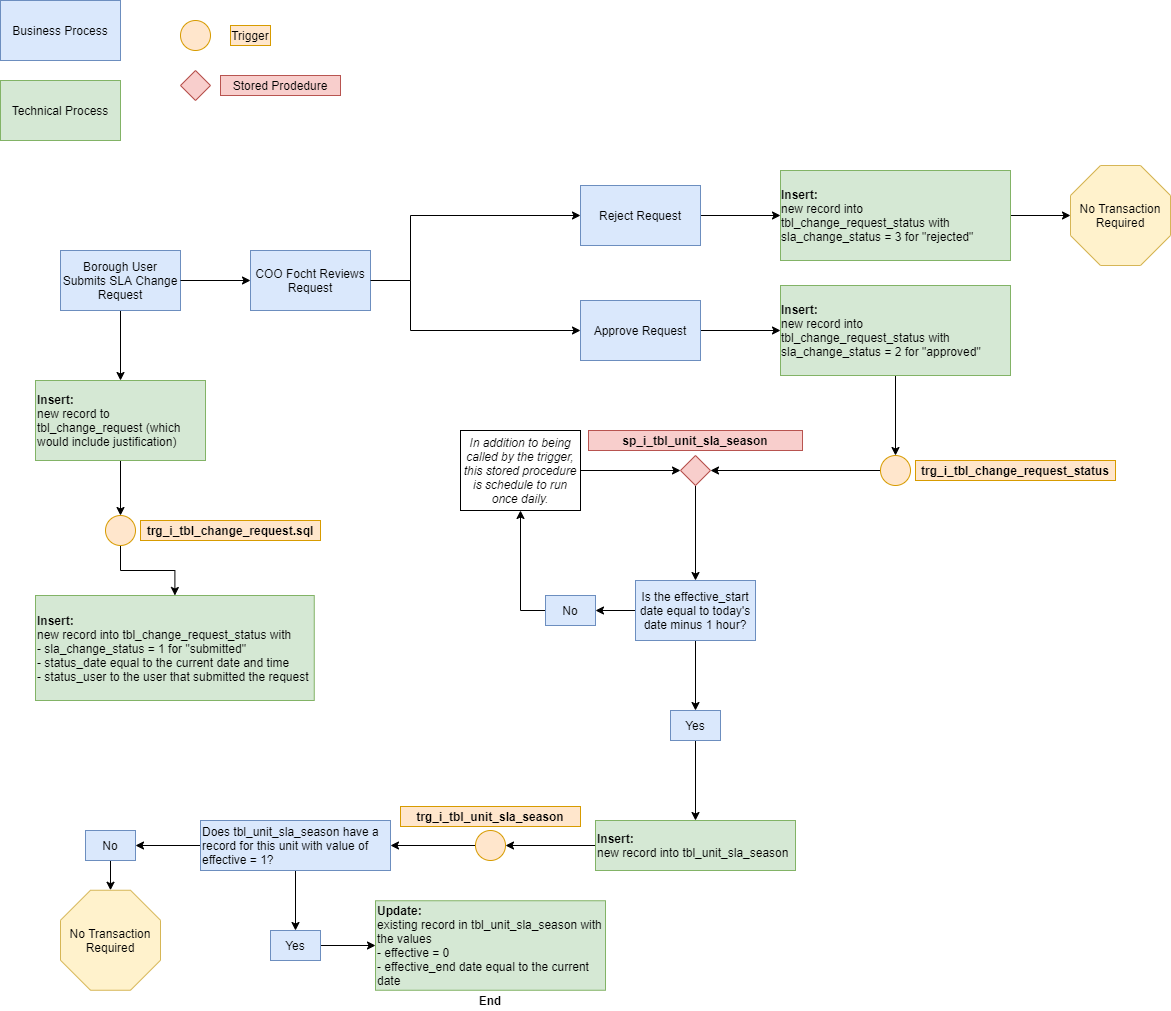 Business Process
Trigger
Stored Prodedure
Technical Process
Reject Request
Insert:
new record into
tbl_change_request_status with
sla_change_status = 3 for "rejected"
No Transaction
Required
Borough User
Submits SLA Change
Request
COO Focht Reviews
Request
Approve Request
Insert:
new record into
tbl_change_request_status with
sla_change_status = 2 for "approved"
Insert:
new record to
tbl_change_request (which
would include justification)
In addition to being
called by the trigger,
this stored procedure
is schedule to run
once daily.
sp_i_tbl_unit_sla_season
trg_i_tbl_change_request_status
trg_i_tbl_change_request.sql
Insert:
new record into tbl_change_request_status with
- sla_change_status = 1 for "submitted"
- status_date equal to the current date and time
- status_user to the user that submitted the request
No
Is the effective_start
date equal to today's
date minus 1 hour?
Yes
trg_i_tbl_unit_sla_season
No
Does tbl_unit_sla_season have a
record for this unit with value of
effective = 1?
Insert:
new record into tbl_unit_sla_season
No Transaction
Required
Yes
Update:
existing record in tbl_unit_sla_season with
the values
- effective = 0
- effective_end date equal to the current
date
End